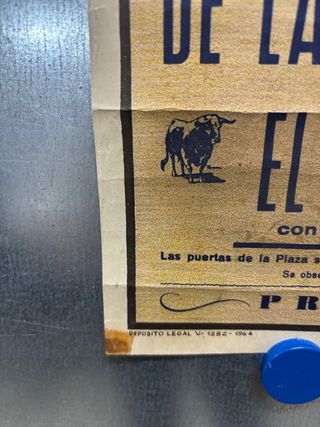 DE LA
EL
con
Las puertas de la Plaza s
Se obse
PR
DEPOSITO LEGAL V- 1262 - 1964